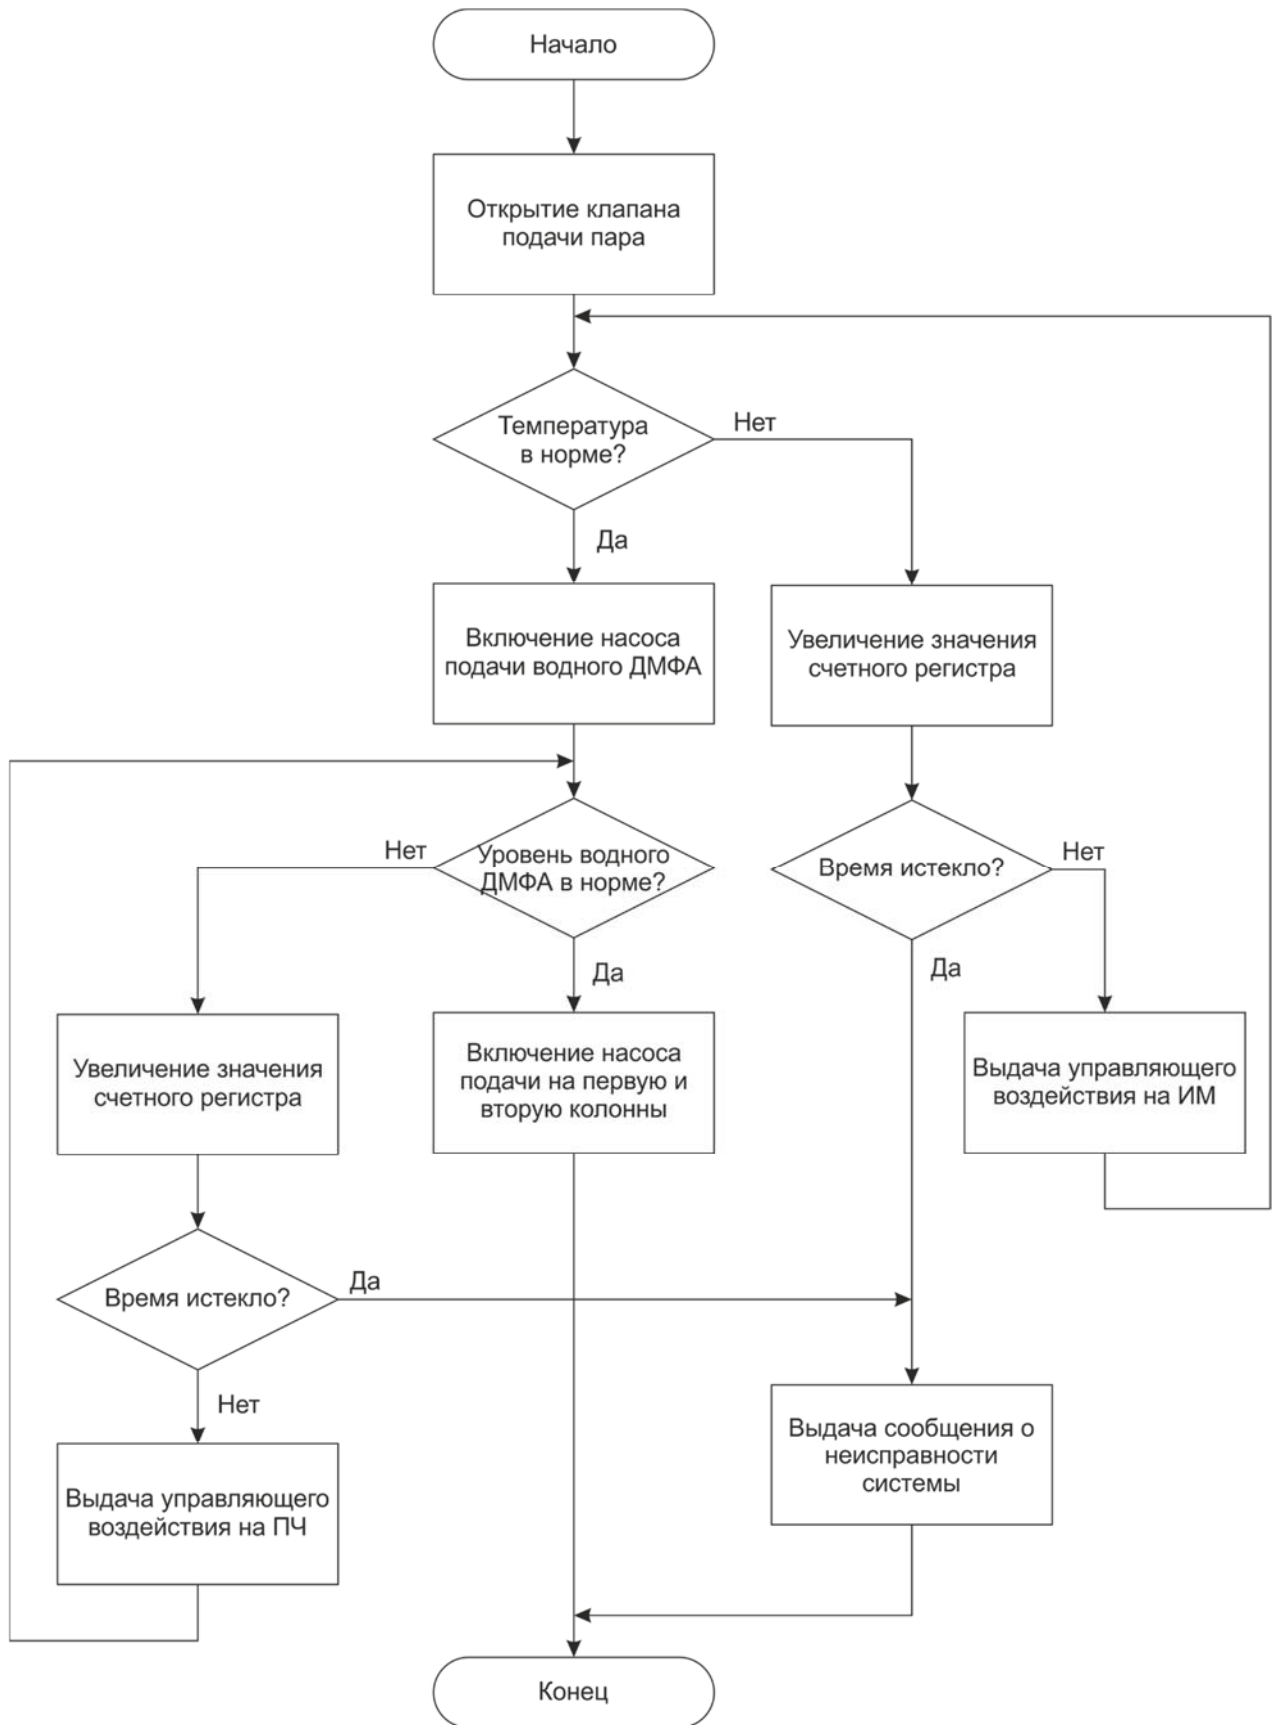 Начало
Открытие клапана
подачи пара
Температура
в норме?
Нет
Да
Включение насоса
подачи водного ДМФА
Увеличение значения
счетного регистра
Нет
Уровень водного
ДМФА в норме?
Время истекло?
Нет
Да
Да
Увеличение значения
счетного регистра
Включение насоса
подачи на первую и
вторую колонны
Выдача управляющего
воздействия на ИМ
Время истекло?
Да
Нет
Выдача сообщения о
неисправности
системы
Выдача управляющего
воздействия на ПЧ
Конец